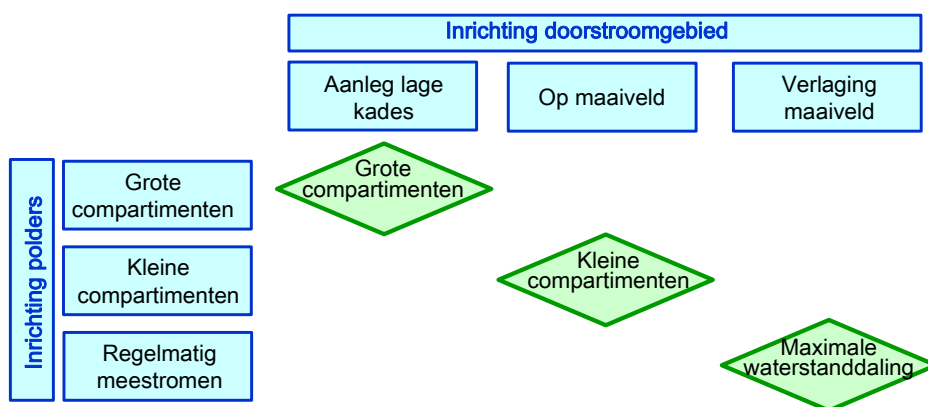 Inrichting doorstroomgebied
Aanleg lage
kades
Op maaiveld
Verlaging
maaiveld
Inrichting polders
Grote
compartimenten
Grote
compartimenten
Kleine
compartimenten
Kleine
compartimenten
Regelmatig
meestromen
Maximale
waterstanddaling